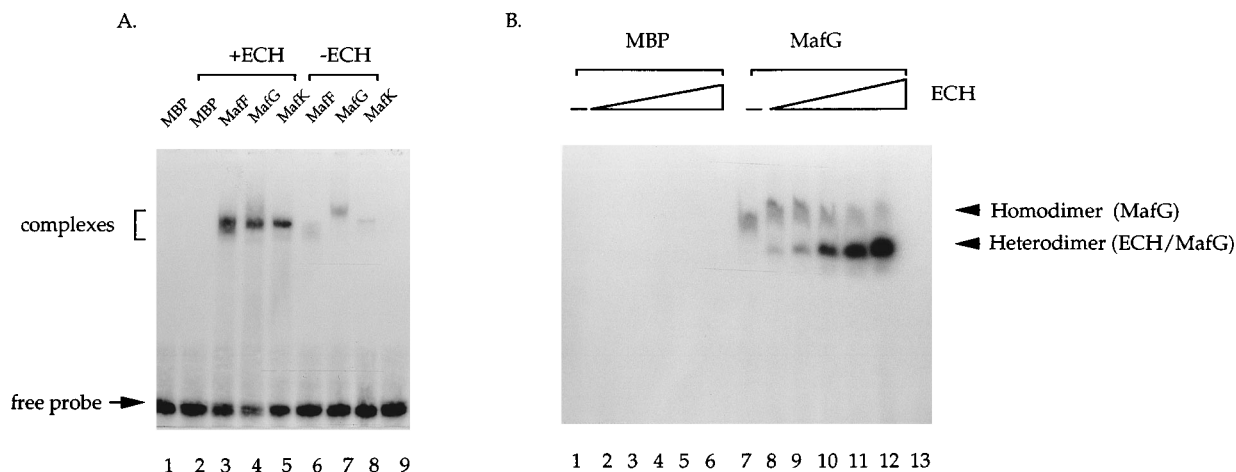 A.
+ECH -ECH
MBP MBP MafF MafG MafK MafF MafG MafK
complexes
free probe
1 2 3 4 5 6 7 8 9
B.
MBP MafG
ECH
Homodimer (MafG)
Heterodimer (ECH/MafG)
1 2 3 4 5 6 7 8 9 10 11 12 13